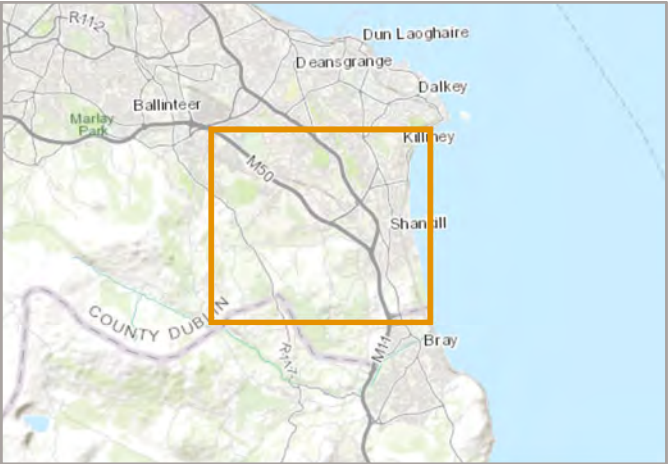 R112
Dun Laoghaire
Deansgrange
Dalkey
Ballinteer
Marlay
Park
Killiney
M50
Shankill
COUNTY DUBLIN
Bray
R117
M11